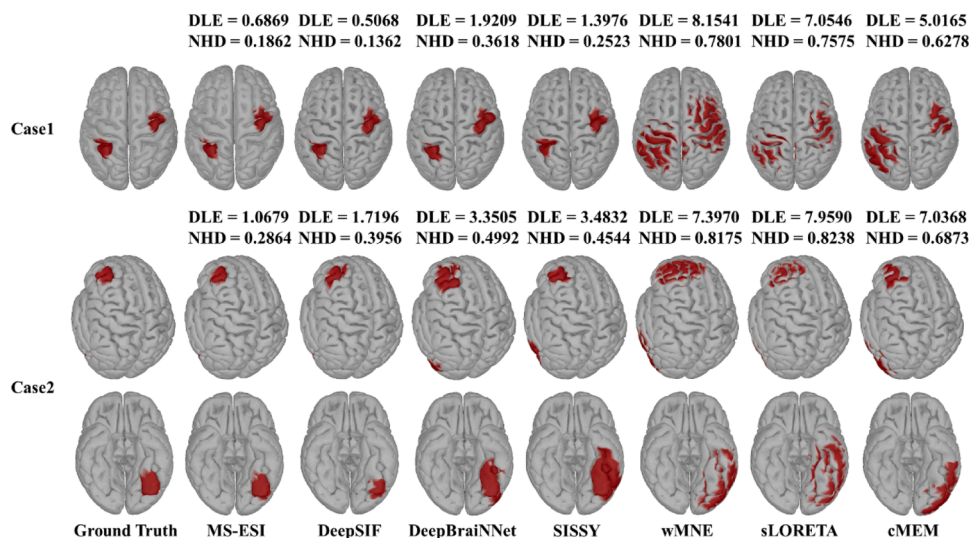 DLE = 0.6869 DLE = 0.5068 DLE = 1.9209 DLE = 1.3976 DLE = 8.1541 DLE = 7.0546 DLE = 5.0165
NHD = 0.1862 NHD = 0.1362 NHD = 0.3618 NHD = 0.2523 NHD = 0.7801 NHD = 0.7575 NHD = 0.6278
Case1
DLE = 1.0679 DLE = 1.7196 DLE = 3.3505 DLE = 3.4832 DLE = 7.3970 DLE = 7.9590 DLE = 7.0368
NHD = 0.2864 NHD = 0.3956 NHD = 0.4992 NHD = 0.4544 NHD = 0.8175 NHD = 0.8238 NHD = 0.6873
Case2
Ground Truth MS-ESI DeepSIF DeepBraiNNet SISSY wMNE sLORETA cMEM